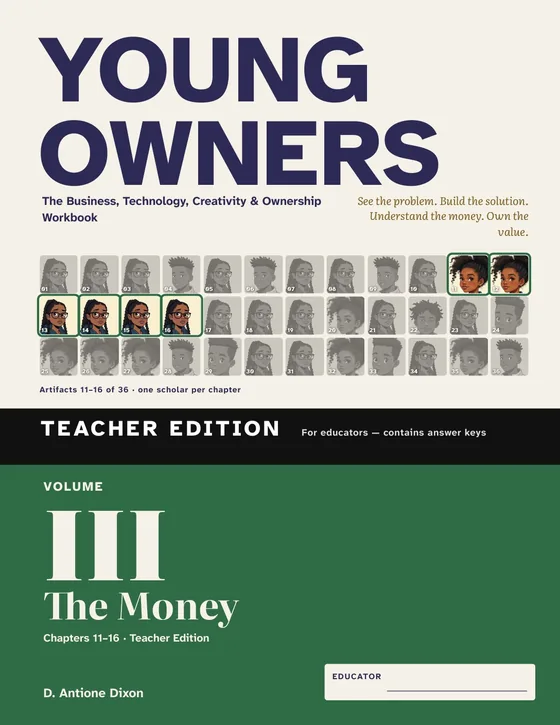 YOUNG
OWNERS
The Business, Technology, Creativity & Ownership
Workbook
See the problem. Build the solution.
Understand the money. Own the
value.
01 02 03 04 05 06 07 08 09 10 11 12
13 14 15 16 17 18 19 20 21 22 23 24
25 26 27 28 29 30 31 32 33 34 35 36
Artifacts 11–16 of 36 · one scholar per chapter
TEACHER EDITION
For educators — contains answer keys
VOLUME
III
The Money
Chapters 11–16 · Teacher Edition
EDUCATOR
D. Antione Dixon